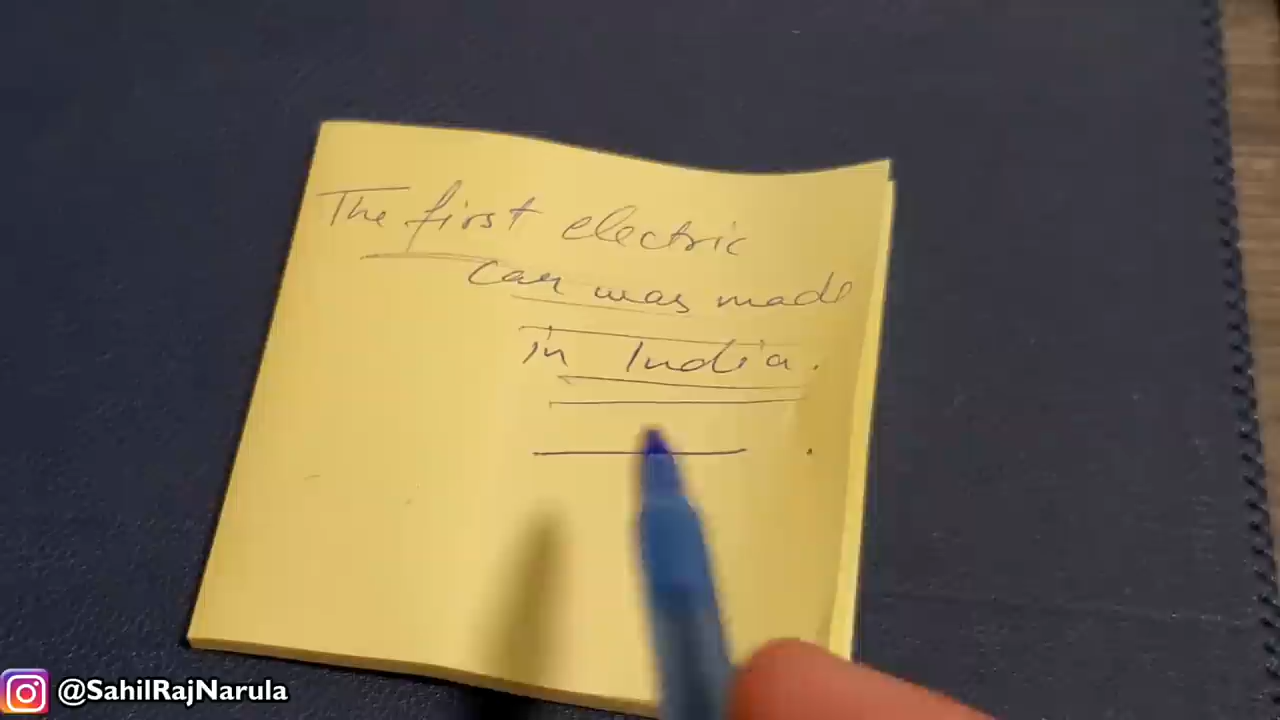 The first electric
car was made
in India.
@SahilRajNarula